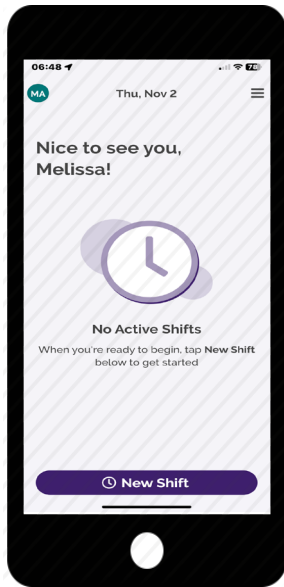 06:48
MA
Thu, Nov 2
Nice to see you,
Melissa!
No Active Shifts
When you're ready to begin, tap New Shift
below to get started
New Shift